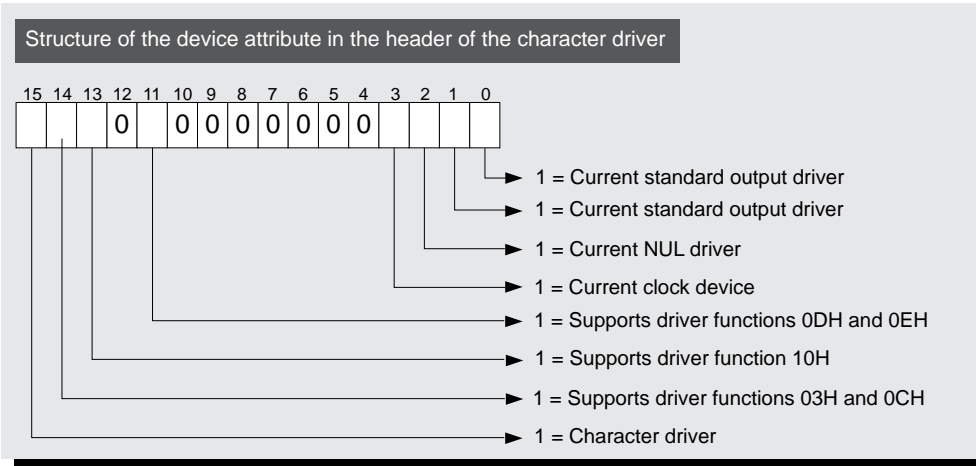 Structure of the device attribute in the header of the character driver
15 14 13 12 11 10 9 8 7 6 5 4 3 2 1 0
0 0 0 0 0 0 0 0
1 = Current standard output driver
1 = Current standard output driver
1 = Current NUL driver
1 = Current clock device
1 = Supports driver functions 0DH and 0EH
1 = Supports driver function 10H
1 = Supports driver functions 03H and 0CH
1 = Character driver